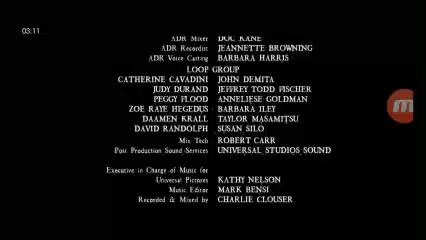 03:11
ADR Mixer DOC KANE
ADR Recordist JEANNETTE BROWNING
ADR Voice Casting BARBARA HARRIS
LOOP GROUP
CATHERINE CAVADINI JOHN DEMITA
JUDY DURAND JEFFREY TODD FISCHER
PEGGY FLOOD ANNELIESE GOLDMAN
ZOE RAYE HEGEDUS BARBARA ILEY
DAAMEN KRALL TAYLOR MASAMITSU
DAVID RANDOLPH SUSAN SILO
Mix Tech ROBERT CARR
Post Production Sound Services UNIVERSAL STUDIOS SOUND
Executive in Charge of Music for
Universal Pictures KATHY NELSON
Music Editor MARK BENSI
Recorded & Mixed by CHARLIE CLOUSER